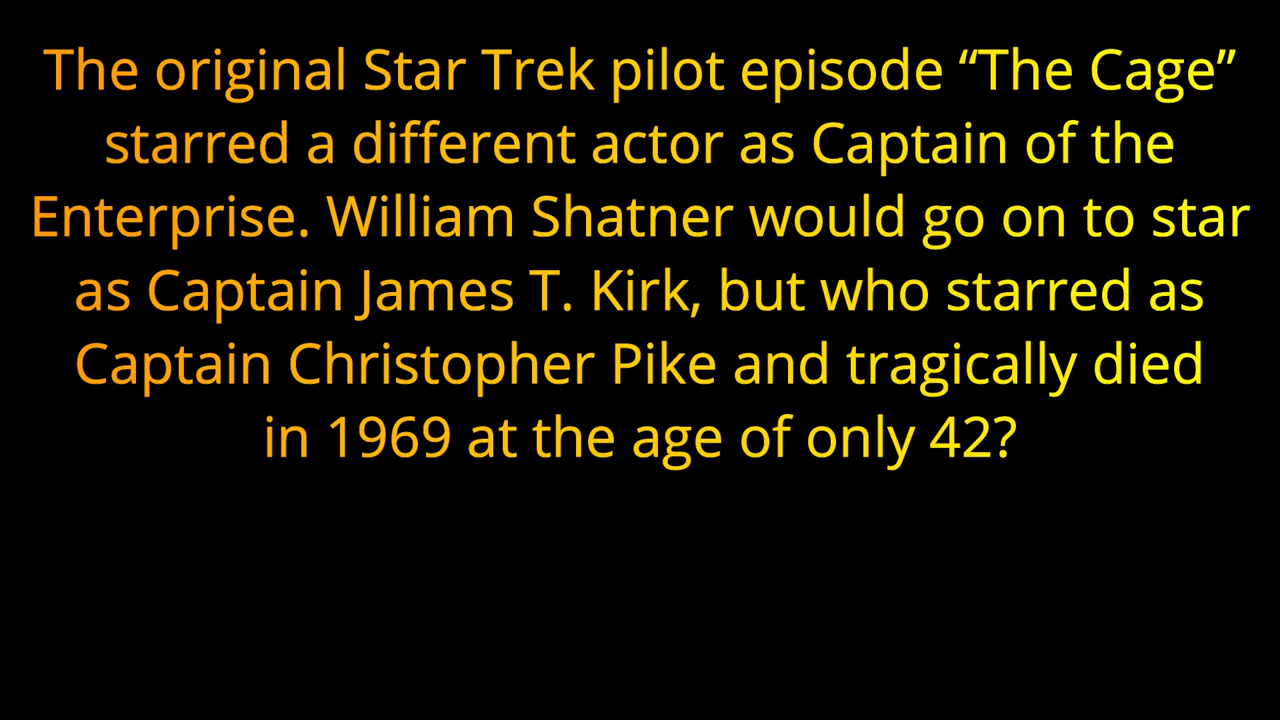 The original Star Trek pilot episode “The Cage”
starred a different actor as Captain of the
Enterprise. William Shatner would go on to star
as Captain James T. Kirk, but who starred as
Captain Christopher Pike and tragically died
in 1969 at the age of only 42?